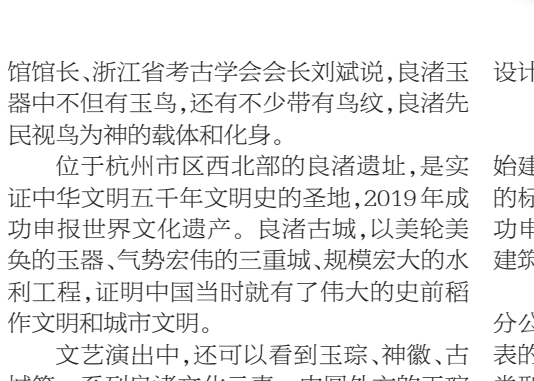 馆馆长、浙江省考古学会会长刘斌说,良渚玉
器中不但有玉鸟,还有不少带有鸟纹,良渚先
民视鸟为神的载体和化身。
位于杭州市区西北部的良渚遗址,是实
证中华文明五千年文明史的圣地,2019年成
功申报世界文化遗产。良渚古城,以美轮美
奂的玉器、气势宏伟的三重城、规模宏大的水
利工程,证明中国当时就有了伟大的史前稻
作文明和城市文明。
文艺演出中,还可以看到玉琮、神徽、古
设计
始建
的标
功申
建筑
分公
表的